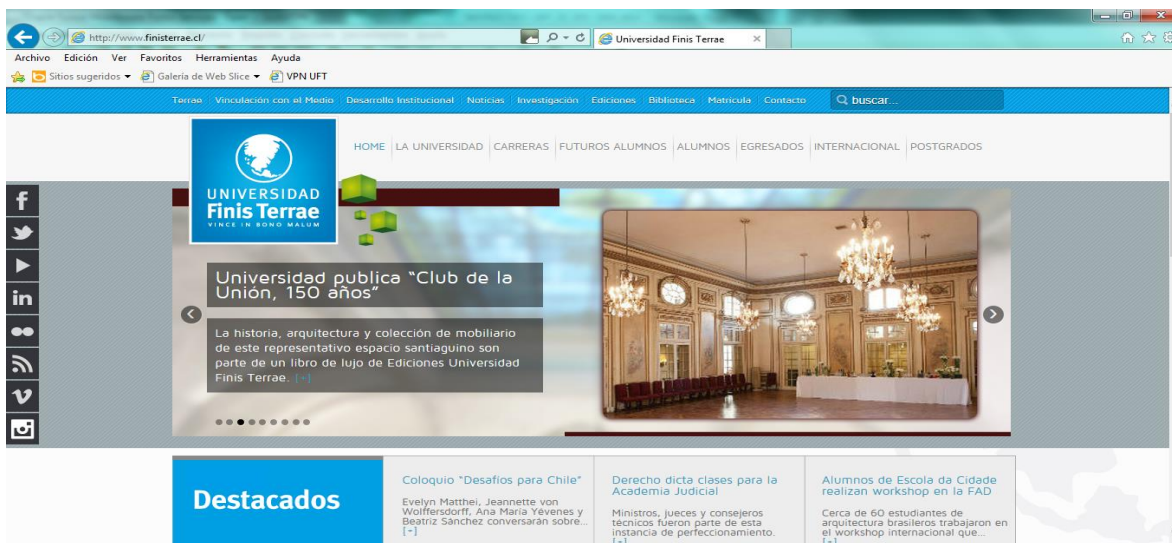 http://www.finisterrae.cl/
Universidad Finis Terrae
Archivo Edición Ver Favoritos Herramientas Ayuda
Sitios sugeridos Galería de Web Slice VPN UFT
Terrae Vinculación con el Medio Desarrollo Institucional Noticias Investigación Ediciones Biblioteca Matrícula Contacto buscar...
HOME LA UNIVERSIDAD CARRERAS FUTUROS ALUMNOS ALUMNOS EGRESADOS INTERNACIONAL POSTGRADOS
UNIVERSIDAD
Finis Terrae
VINCE IN BONO MALUM
Universidad publica “Club de la
Unión, 150 años”
La historia, arquitectura y colección de mobiliario
de este representativo espacio santiaguino son
parte de un libro de lujo de Ediciones Universidad
Finis Terrae. [+]
Destacados
Coloquio “Desafíos para Chile”
Evelyn Matthei, Jeannette von
Wolffersdorff, Ana María Yévenes y
Beatriz Sánchez conversarán sobre...
[+]
Derecho dicta clases para la
Academia Judicial
Ministros, jueces y consejeros
técnicos fueron parte de esta
instancia de perfeccionamiento.
[+]
Alumnos de Escola da Cidade
realizan workshop en la FAD
Cerca de 60 estudiantes de
arquitectura brasileros trabajaron en
el workshop internacional que...
[+]